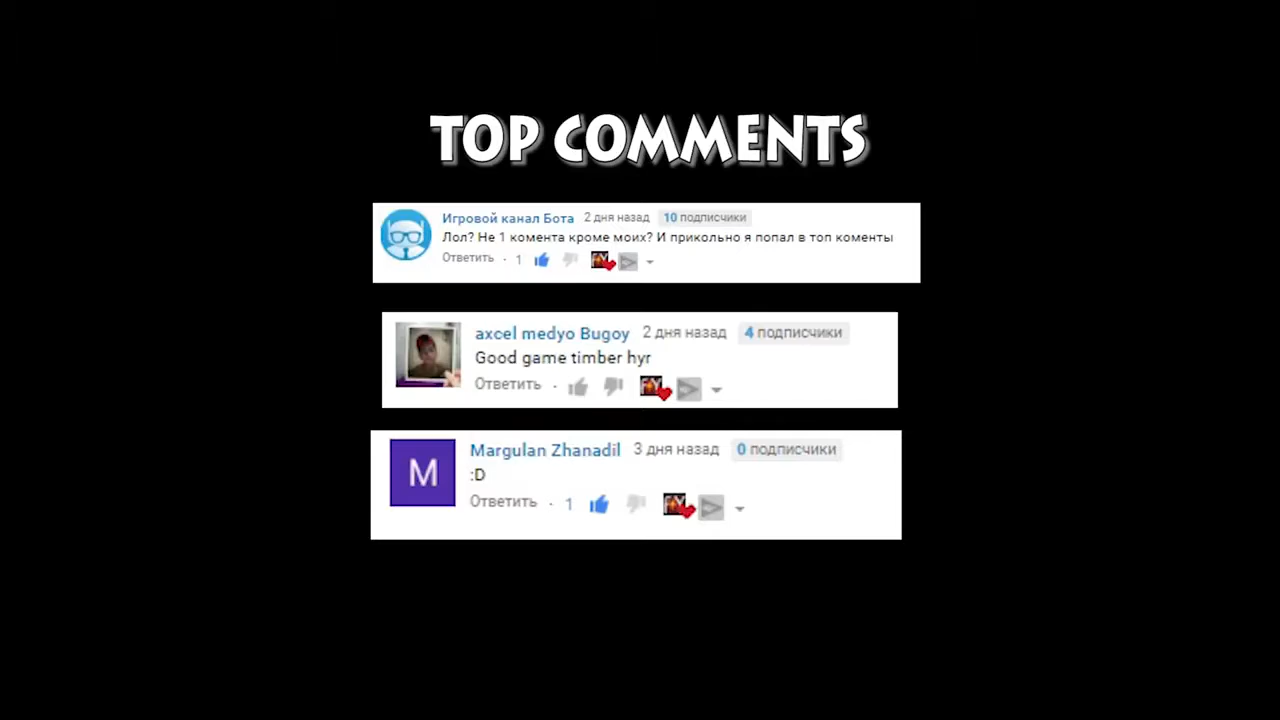 TOP COMMENTS
Игровой канал Бота 2 дня назад 10 подписчики
Лол? Не 1 комента кроме моих? И прикольно я попал в топ коменты
Ответить · 1
axcel medyo Bugoy 2 дня назад 4 подписчики
Good game timber hyr
Ответить ·
Margulan Zhanadil 3 дня назад 0 подписчики
M
:D
Ответить · 1